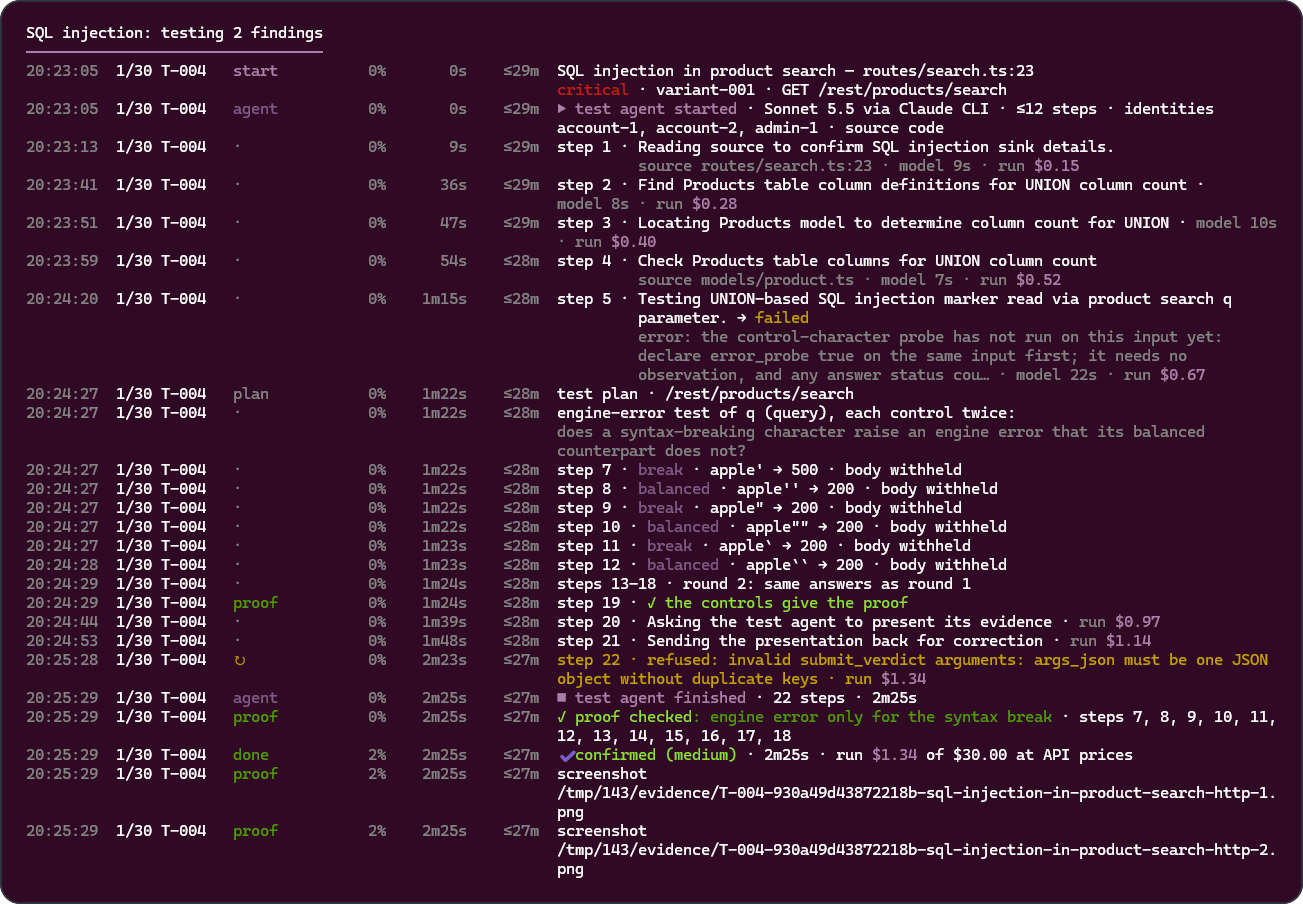 SQL injection: testing 2 findings
20:23:05 1/30 T-004 start 0% 0s ≤29m SQL injection in product search — routes/search.ts:23
critical · variant-001 · GET /rest/products/search
20:23:05 1/30 T-004 agent 0% 0s ≤29m ▶ test agent started · Sonnet 5.5 via Claude CLI · ≤12 steps · identities
account-1, account-2, admin-1 · source code
20:23:13 1/30 T-004 · 0% 9s ≤29m step 1 · Reading source to confirm SQL injection sink details.
source routes/search.ts:23 · model 9s · run $0.15
20:23:41 1/30 T-004 · 0% 36s ≤29m step 2 · Find Products table column definitions for UNION column count ·
model 8s · run $0.28
20:23:51 1/30 T-004 · 0% 47s ≤29m step 3 · Locating Products model to determine column count for UNION · model 10s
· run $0.40
20:23:59 1/30 T-004 · 0% 54s ≤28m step 4 · Check Products table columns for UNION column count
source models/product.ts · model 7s · run $0.52
20:24:20 1/30 T-004 · 0% 1m15s ≤28m step 5 · Testing UNION-based SQL injection marker read via product search q
parameter. → failed
error: the control-character probe has not run on this input yet:
declare error_probe true on the same input first; it needs no
observation, and any answer status cou… · model 22s · run $0.67
20:24:27 1/30 T-004 plan 0% 1m22s ≤28m test plan · /rest/products/search
20:24:27 1/30 T-004 · 0% 1m22s ≤28m engine-error test of q (query), each control twice:
does a syntax-breaking character raise an engine error that its balanced
counterpart does not?
20:24:27 1/30 T-004 · 0% 1m22s ≤28m step 7 · break · apple' → 500 · body withheld
20:24:27 1/30 T-004 · 0% 1m22s ≤28m step 8 · balanced · apple'' → 200 · body withheld
20:24:27 1/30 T-004 · 0% 1m22s ≤28m step 9 · break · apple" → 200 · body withheld
20:24:27 1/30 T-004 · 0% 1m22s ≤28m step 10 · balanced · apple"" → 200 · body withheld
20:24:27 1/30 T-004 · 0% 1m23s ≤28m step 11 · break · apple` → 200 · body withheld
20:24:28 1/30 T-004 · 0% 1m23s ≤28m step 12 · balanced · apple`` → 200 · body withheld
20:24:29 1/30 T-004 · 0% 1m24s ≤28m steps 13–18 · round 2: same answers as round 1
20:24:29 1/30 T-004 proof 0% 1m24s ≤28m step 19 · ✓ the controls give the proof
20:24:44 1/30 T-004 · 0% 1m39s ≤28m step 20 · Asking the test agent to present its evidence · run $0.97
20:24:53 1/30 T-004 · 0% 1m48s ≤28m step 21 · Sending the presentation back for correction · run $1.14
20:25:28 1/30 T-004 ↻ 0% 2m23s ≤27m step 22 · refused: invalid submit_verdict arguments: args_json must be one JSON
object without duplicate keys · run $1.34
20:25:29 1/30 T-004 agent 0% 2m25s ≤27m ■ test agent finished · 22 steps · 2m25s
20:25:29 1/30 T-004 proof 0% 2m25s ≤27m ✓ proof checked: engine error only for the syntax break · steps 7, 8, 9, 10, 11,
12, 13, 14, 15, 16, 17, 18
20:25:29 1/30 T-004 done 2% 2m25s ≤27m ✔confirmed (medium) · 2m25s · run $1.34 of $30.00 at API prices
20:25:29 1/30 T-004 proof 2% 2m25s ≤27m screenshot
/tmp/143/evidence/T-004-930a49d43872218b-sql-injection-in-product-search-http-1.
png
20:25:29 1/30 T-004 proof 2% 2m25s ≤27m screenshot
/tmp/143/evidence/T-004-930a49d43872218b-sql-injection-in-product-search-http-2.
png